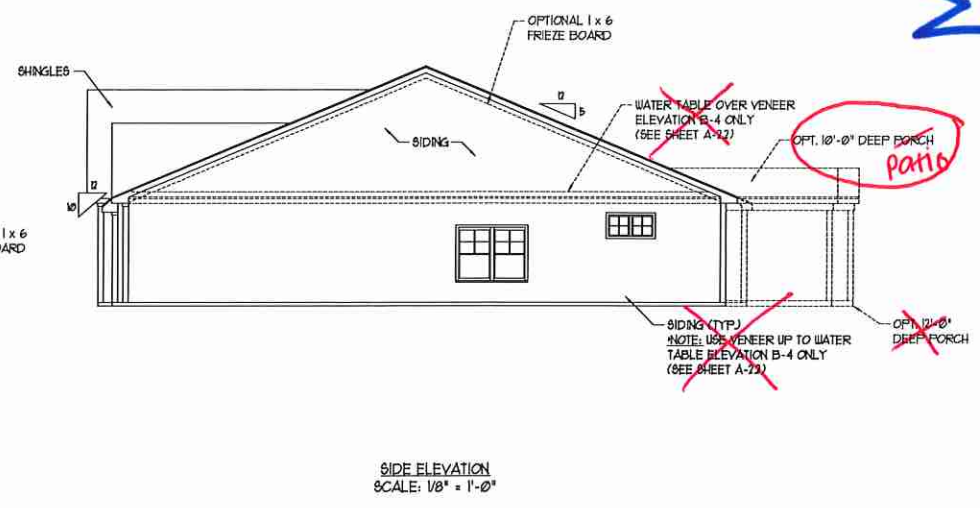 OPTIONAL 1 x 6
FRIEZE BOARD
SHINGLES
12
5
WATER TABLE OVER VENEER
ELEVATION B-4 ONLY
(SEE SHEET A-22)
SIDING
OPT. 10'-0" DEEP PORCH
Patio
12
10
1 x 6
ARD
SIDING (TYP.)
*NOTE: USE VENEER UP TO WATER
TABLE ELEVATION B-4 ONLY
(SEE SHEET A-22)
OPT. 12'-0"
DEEP PORCH
SIDE ELEVATION
SCALE: 1/8" = 1'-0"